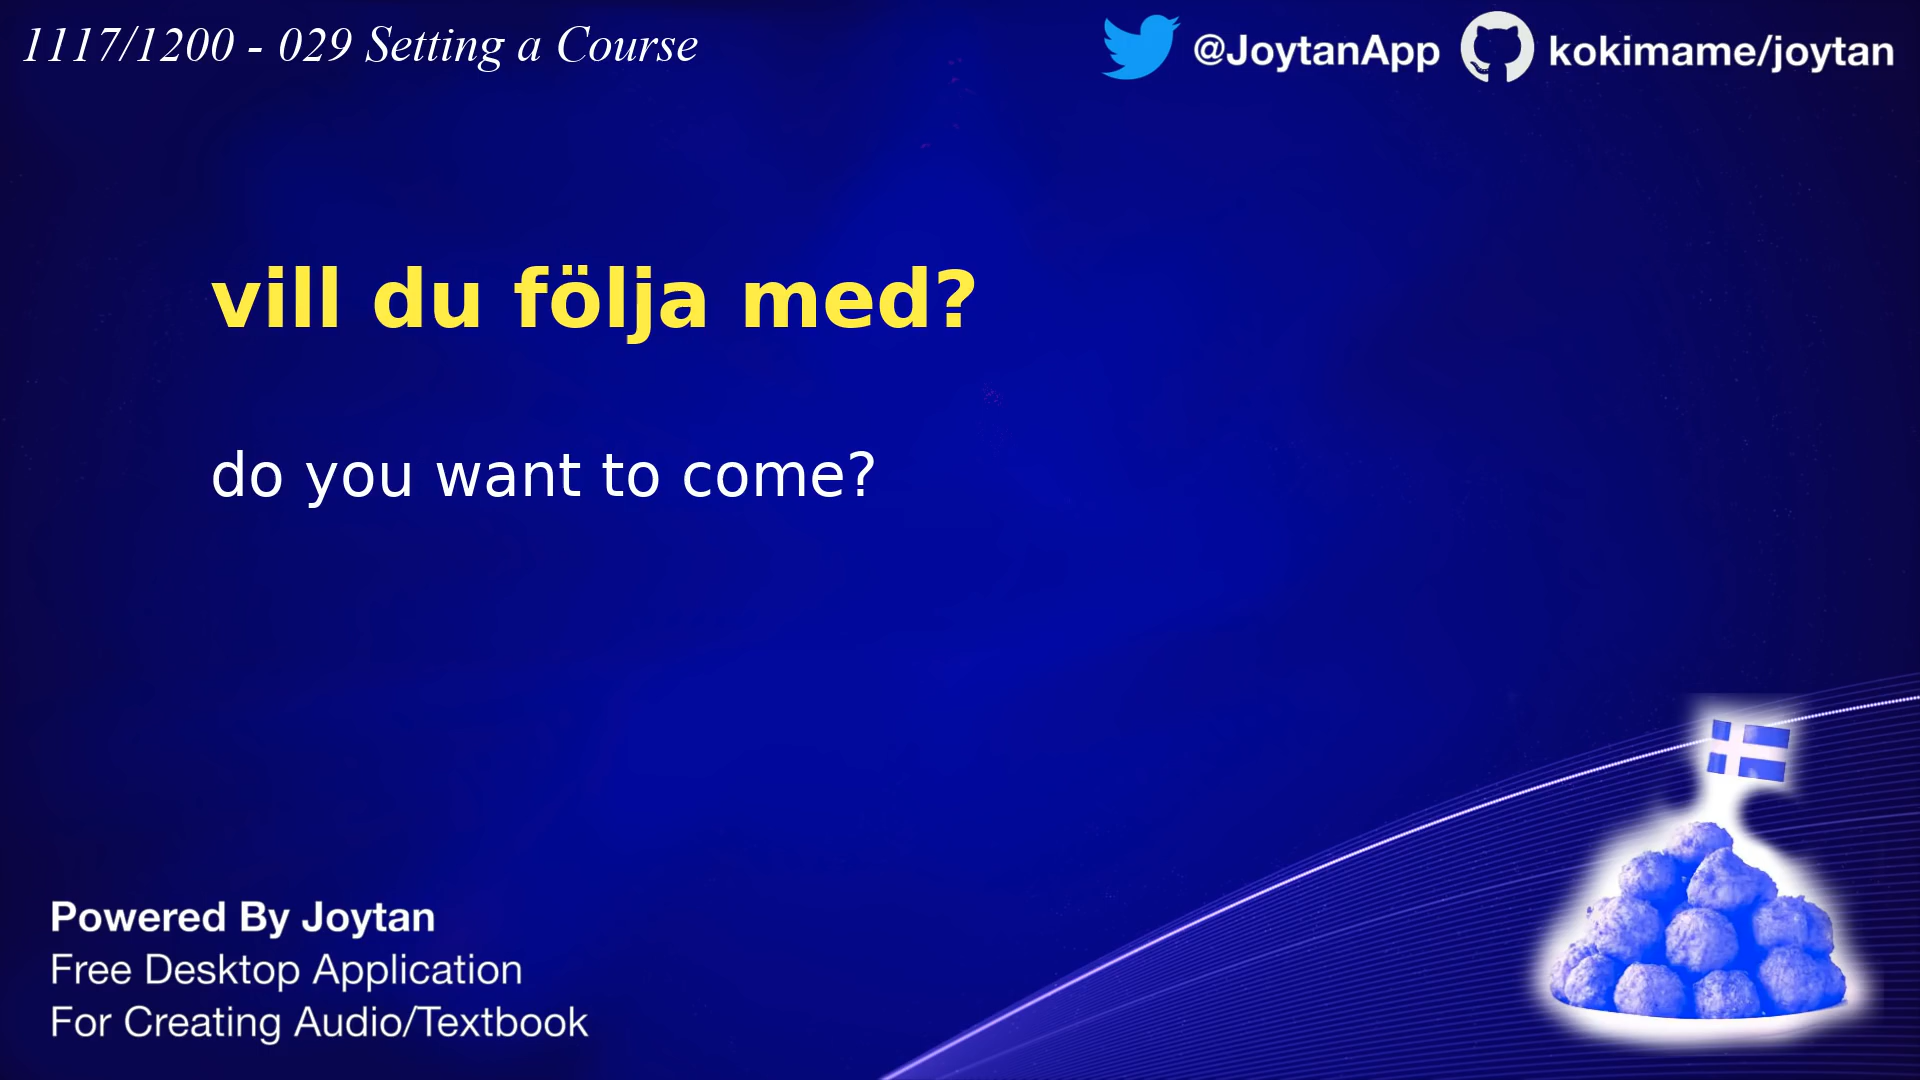 1117/1200 - 029 Setting a Course
@JoytanApp
kokimame/joytan
vill du följa med?
do you want to come?
Powered By Joytan
Free Desktop Application
For Creating Audio/Textbook